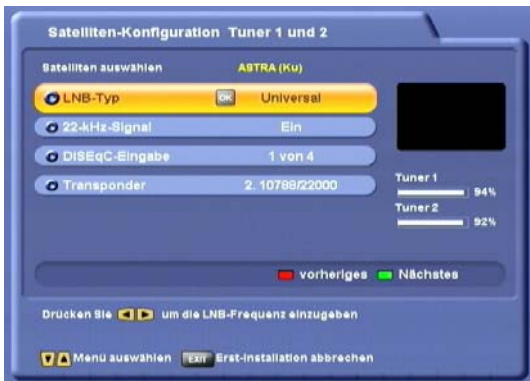 Satelliten-Konfiguration Tuner 1 und 2
Satelliten auswählen ASTRA (Ku)
LNB-Typ OK Universal
22-kHz-Signal Ein
DISEqC-Eingabe 1 von 4
Transponder 2. 10788/22000
Tuner 1
94%
Tuner 2
92%
vorheriges Nächstes
Drücken Sie um die LNB-Frequenz einzugeben
Menü auswählen EXIT Erst-Installation abbrechen